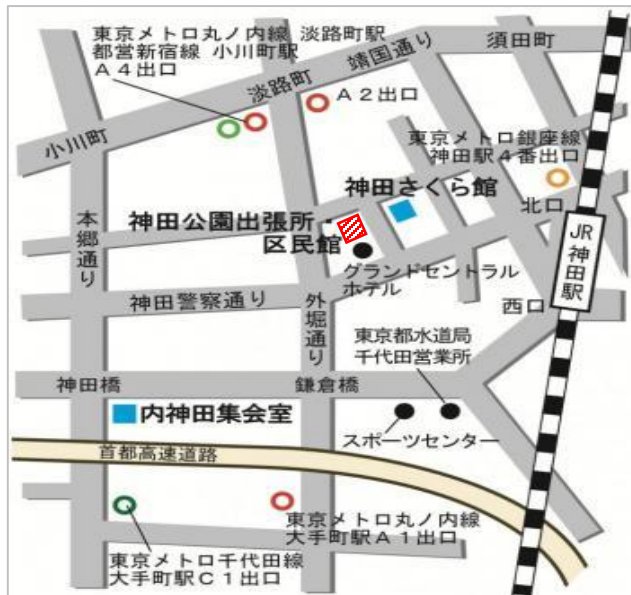 東京メトロ丸ノ内線 淡路町駅
都営新宿線 小川町駅
A4出口
靖国通り
須田町
淡路町
A2出口
小川町
東京メトロ銀座線
神田駅4番出口
神田さくら館
北口
本郷通り
神田公園出張所・
区民館
JR神田駅
グランドセントラル
ホテル
神田警察通り
外堀通り
西口
東京都水道局
千代田営業所
神田橋
鎌倉橋
内神田集会室
スポーツセンター
首都高速道路
東京メトロ丸ノ内線
大手町駅A1出口
東京メトロ千代田線
大手町駅C1出口